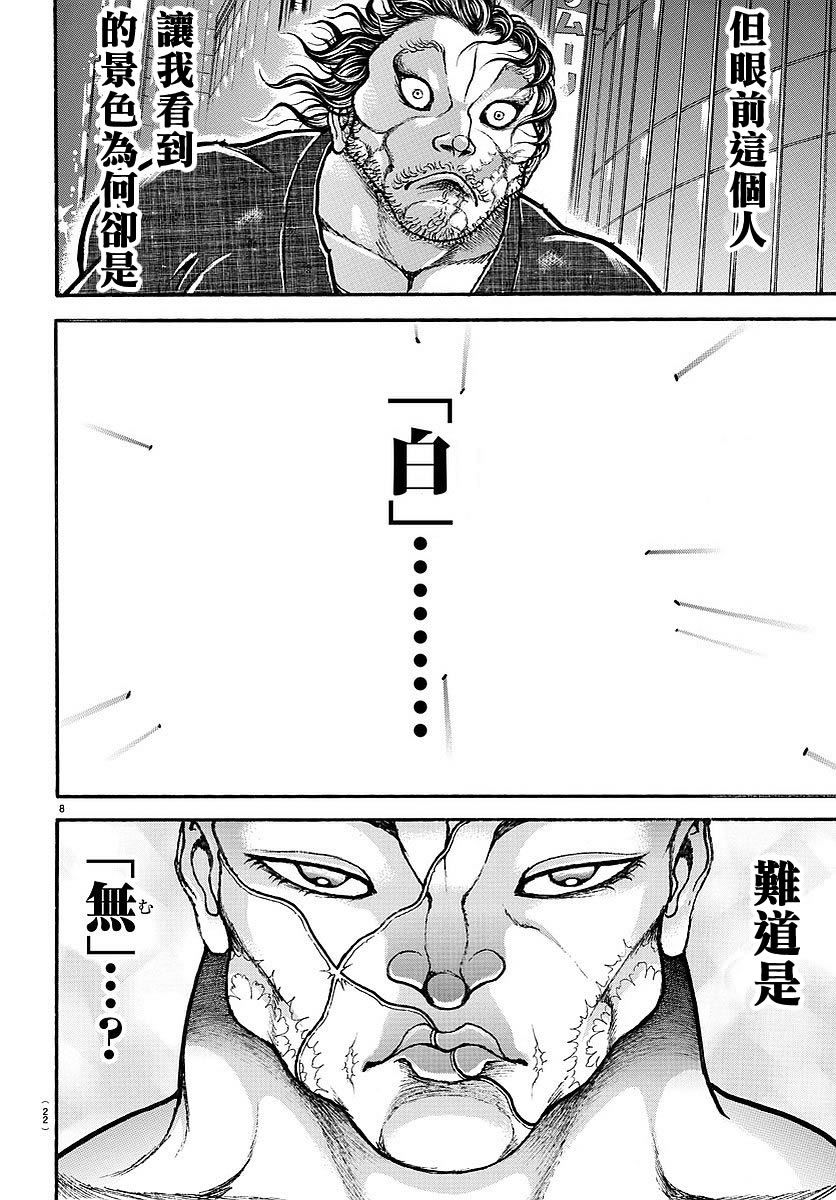 但眼前這個人
讓我看到
的景色為何卻是
「白」…………
8
難道是
「無」…？
む
(22)